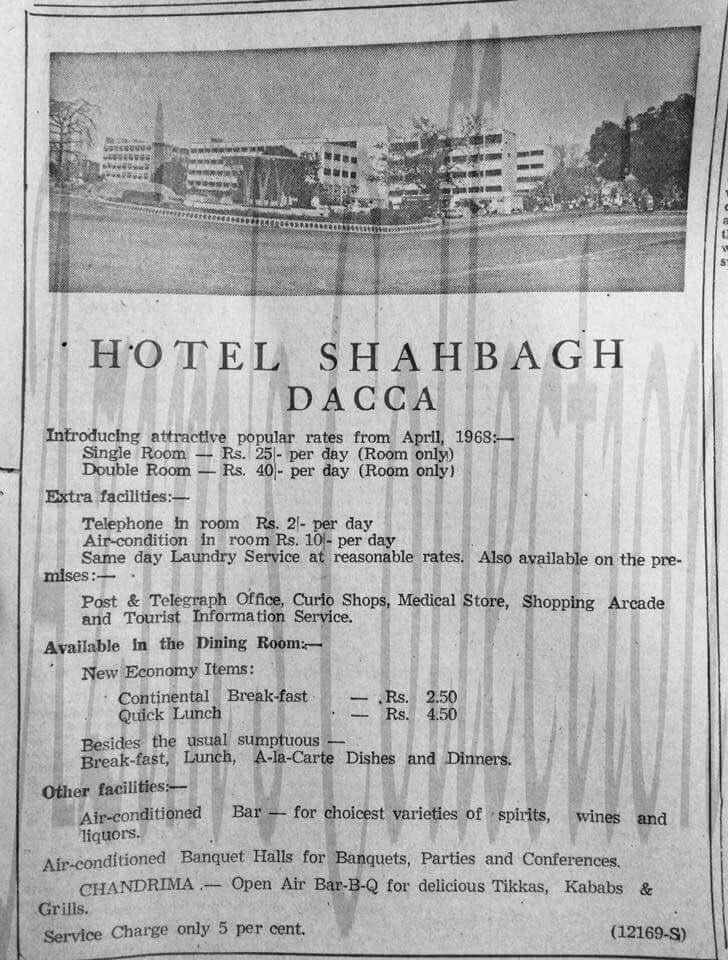 HOTEL SHAHBAGH
DACCA
Introducing attractive popular rates from April, 1968:—
Single Room — Rs. 25|- per day (Room only)
Double Room — Rs. 40|- per day (Room only)
Extra facilities:—
Telephone in room Rs. 2|- per day
Air-condition in room Rs. 10|- per day
Same day Laundry Service at reasonable rates. Also available on the pre-
mises:—
Post & Telegraph Office, Curio Shops, Medical Store, Shopping Arcade
and Tourist Information Service.
Available in the Dining Room:—
New Economy Items:
Continental Break-fast — Rs. 2.50
Quick Lunch — Rs. 4.50
Besides the usual sumptuous —
Break-fast, Lunch, A-la-Carte Dishes and Dinners.
Other facilities:—
Air-conditioned Bar — for choicest varieties of spirits, wines and
liquors.
Air-conditioned Banquet Halls for Banquets, Parties and Conferences.
CHANDRIMA — Open Air Bar-B-Q for delicious Tikkas, Kababs &
Grills.
Service Charge only 5 per cent. (12169-S)